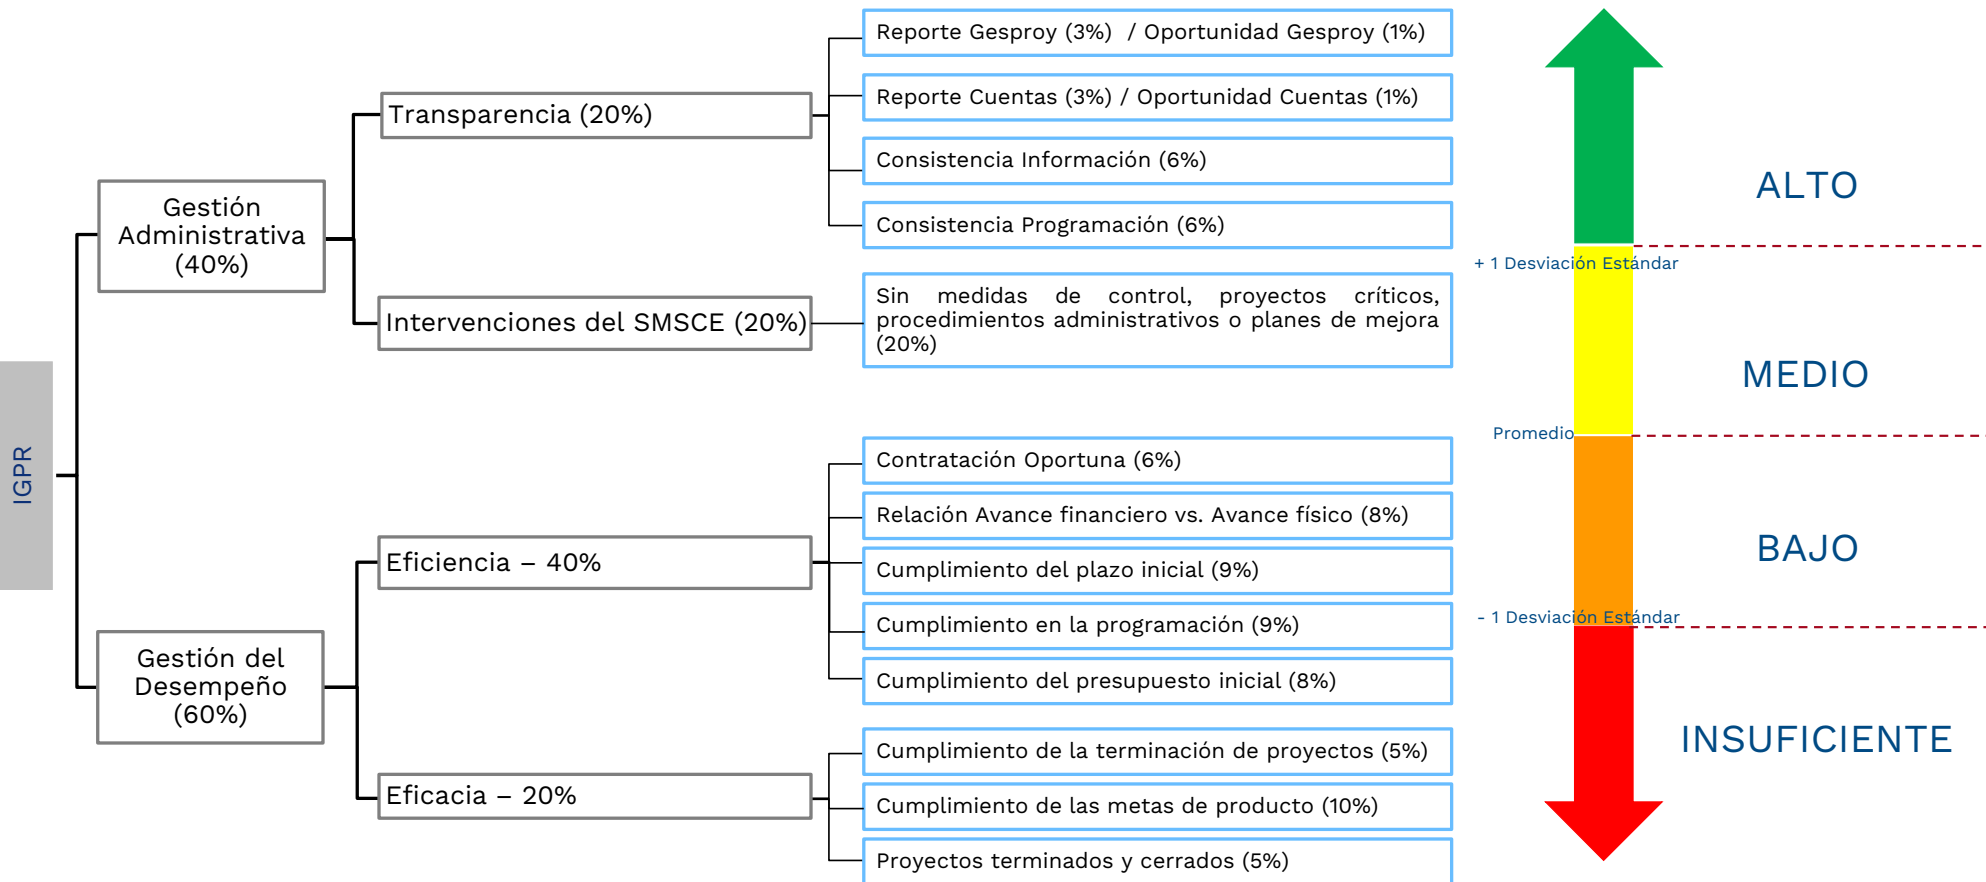 IGPR
Gestión
Administrativa
(40%)
Gestión del
Desempeño
(60%)
Transparencia (20%)
Intervenciones del SMSCE (20%)
Eficiencia – 40%
Eficacia – 20%
Reporte Gesproy (3%) / Oportunidad Gesproy (1%)
Reporte Cuentas (3%) / Oportunidad Cuentas (1%)
Consistencia Información (6%)
Consistencia Programación (6%)
Sin medidas de control, proyectos críticos,
procedimientos administrativos o planes de mejora
(20%)
Contratación Oportuna (6%)
Relación Avance financiero vs. Avance físico (8%)
Cumplimiento del plazo inicial (9%)
Cumplimiento en la programación (9%)
Cumplimiento del presupuesto inicial (8%)
Cumplimiento de la terminación de proyectos (5%)
Cumplimiento de las metas de producto (10%)
Proyectos terminados y cerrados (5%)
ALTO
+ 1 Desviación Estándar
MEDIO
Promedio
BAJO
- 1 Desviación Estándar
INSUFICIENTE